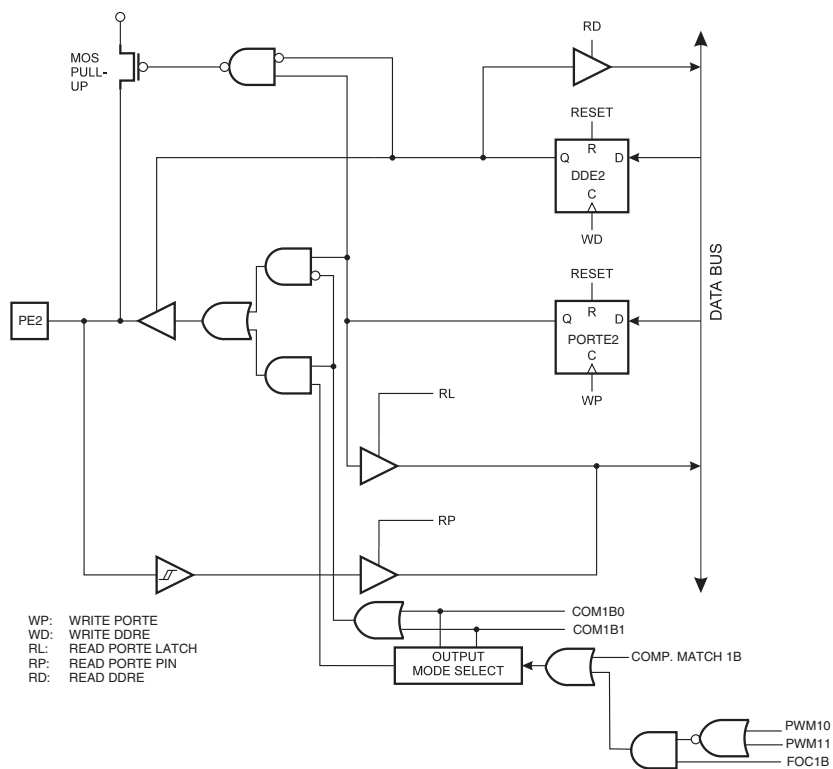 RD
MOS
PULL-
UP
RESET
R
Q
D
DDE2
C
WD
DATA BUS
RESET
R
Q
D
PORTE2
C
WP
PE2
RL
RP
WP: WRITE PORTE
WD: WRITE DDRE
RL: READ PORTE LATCH
RP: READ PORTE PIN
RD: READ DDRE
COM1B0
COM1B1
OUTPUT
MODE SELECT
COMP. MATCH 1B
PWM10
PWM11
FOC1B